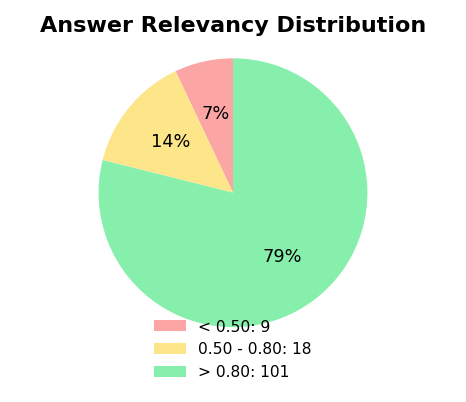 Answer Relevancy Distribution
7%
14%
79%
< 0.50: 9
0.50 - 0.80: 18
> 0.80: 101